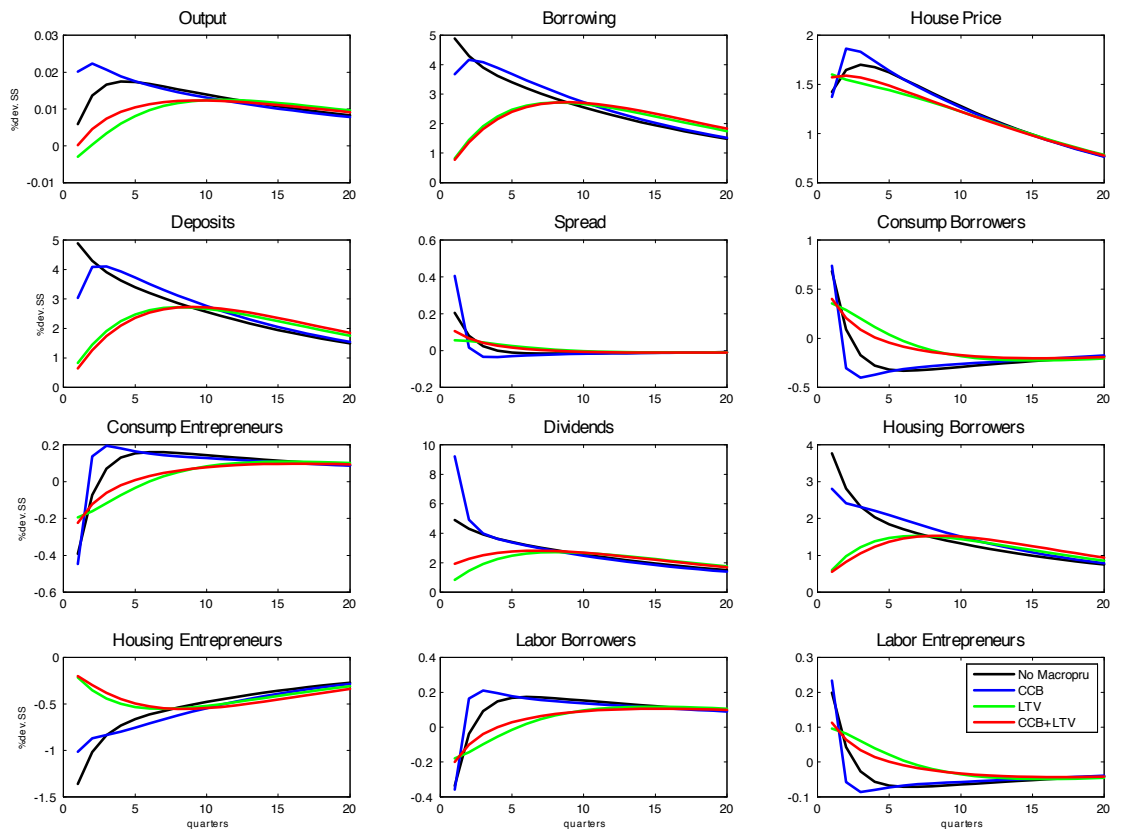 Output Borrowing House Price
0.03 5 2
0.02 4
0.01 3 1.5
%dev.SS
0 2 1
1
-0.01 0 0.5
0 5 10 15 20 0 5 10 15 20 0 5 10 15 20
Deposits Spread Consump Borrowers
5 0.6 1
4 0.4 0.5
3
%dev.SS
2 0.2 0
1 0
0 -0.2 -0.5
0 5 10 15 20 0 5 10 15 20 0 5 10 15 20
Consump Entrepreneurs Dividends Housing Borrowers
0.2 10 4
0 8 3
%dev.SS
-0.2 6 2
4
-0.4 2 1
-0.6 0 0
0 5 10 15 20 0 5 10 15 20 0 5 10 15 20
Housing Entrepreneurs Labor Borrowers Labor Entrepreneurs
0 0.4 0.3
No Macropru
CCB
LTV
CCB+LTV
-0.5 0.2 0.2
%dev.SS
0 0.1
-1 -0.2 0
-1.5 -0.4 -0.1
0 5 10 15 20 0 5 10 15 20 0 5 10 15 20
quarters quarters quarters